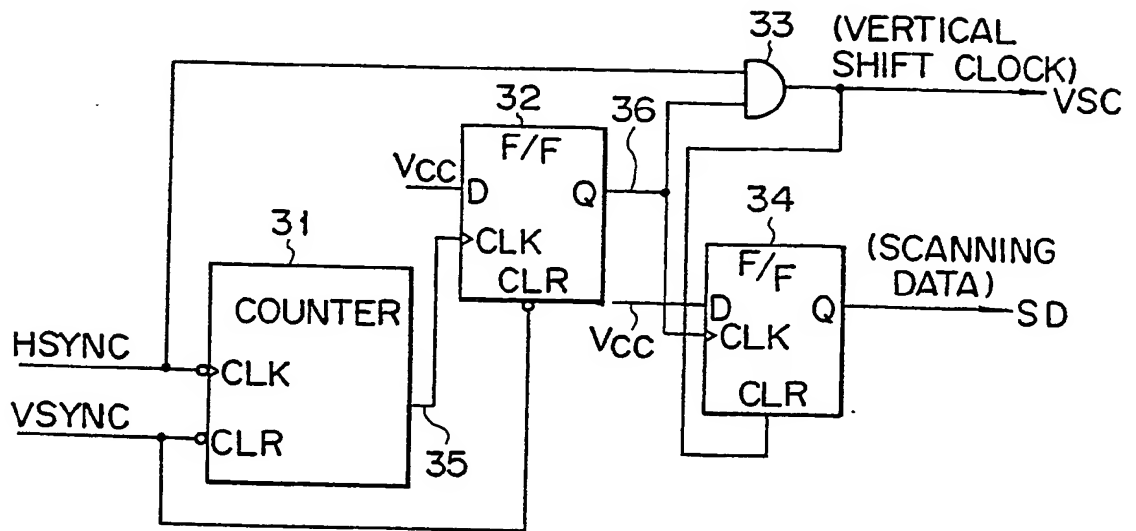 33
(VERTICAL
SHIFT CLOCK)
VSC
32
36
F/F
VCC
D
Q
CLK
CLR
31
COUNTER
HSYNC
CLK
VSYNC
CLR
35
34
F/F
(SCANNING
DATA)
D
Q
SD
VCC
CLK
CLR